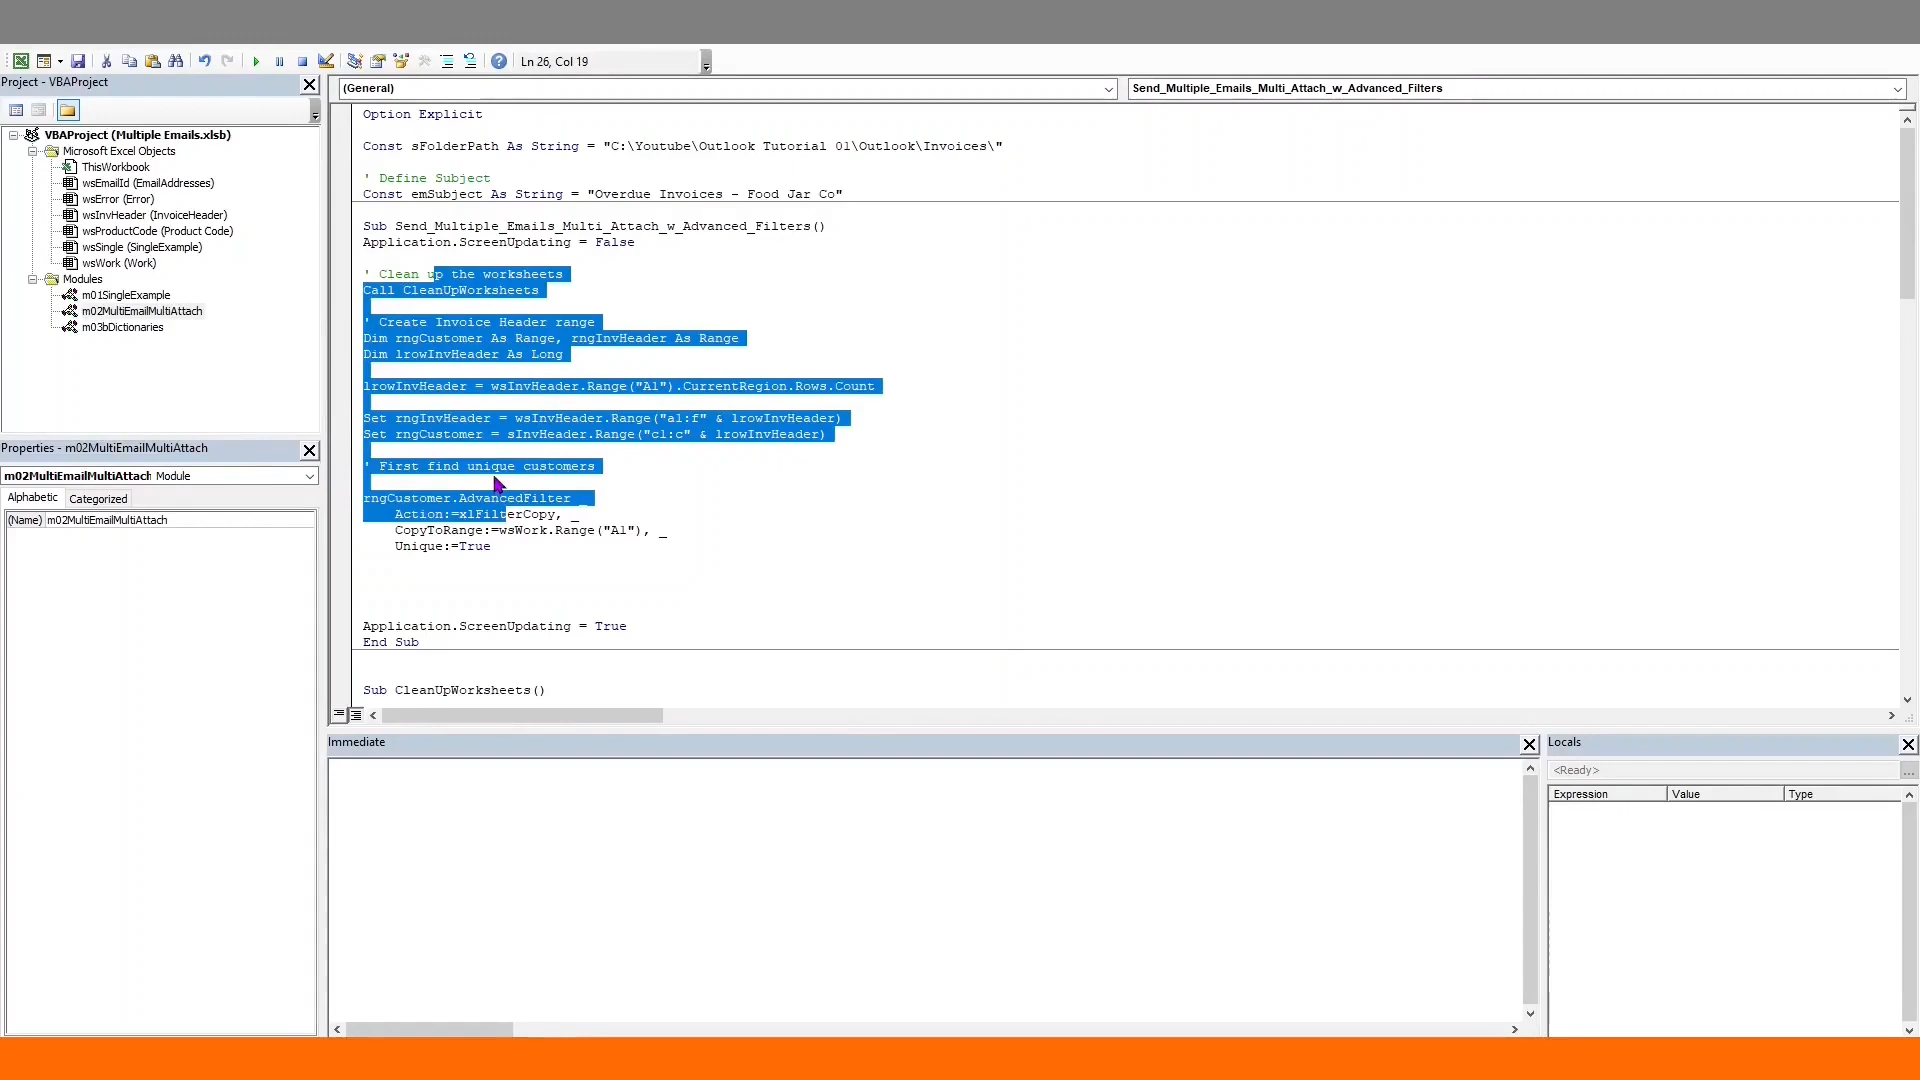 Ln 26, Col 19
Project - VBAProject
(General)
Send_Multiple_Emails_Multi_Attach_w_Advanced_Filters
VBAProject (Multiple Emails.xlsb)
Microsoft Excel Objects
ThisWorkbook
wsEmailId (EmailAddresses)
wsError (Error)
wsInvHeader (InvoiceHeader)
wsProductCode (Product Code)
wsSingle (SingleExample)
wsWork (Work)
Modules
m01SingleExample
m02MultiEmailMultiAttach
m03bDictionaries
Properties - m02MultiEmailMultiAttach
m02MultiEmailMultiAttach Module
Alphabetic
Categorized
(Name) m02MultiEmailMultiAttach
Option Explicit
Const sFolderPath As String = "C:\Youtube\Outlook Tutorial 01\Outlook\Invoices\"
' Define Subject
Const emSubject As String = "Overdue Invoices - Food Jar Co"
Sub Send_Multiple_Emails_Multi_Attach_w_Advanced_Filters()
Application.ScreenUpdating = False
' Clean up the worksheets
Call CleanUpWorksheets
' Create Invoice Header range
Dim rngCustomer As Range, rngInvHeader As Range
Dim lrowInvHeader As Long
lrowInvHeader = wsInvHeader.Range("A1").CurrentRegion.Rows.Count
Set rngInvHeader = wsInvHeader.Range("a1:f" & lrowInvHeader)
Set rngCustomer = sInvHeader.Range("c1:c" & lrowInvHeader)
' First find unique customers
rngCustomer.AdvancedFilter _
Action:=xlFilterCopy, _
CopyToRange:=wsWork.Range("A1"), _
Unique:=True
Application.ScreenUpdating = True
End Sub
Sub CleanUpWorksheets()
Immediate
Locals
<Ready>
Expression
Value
Type